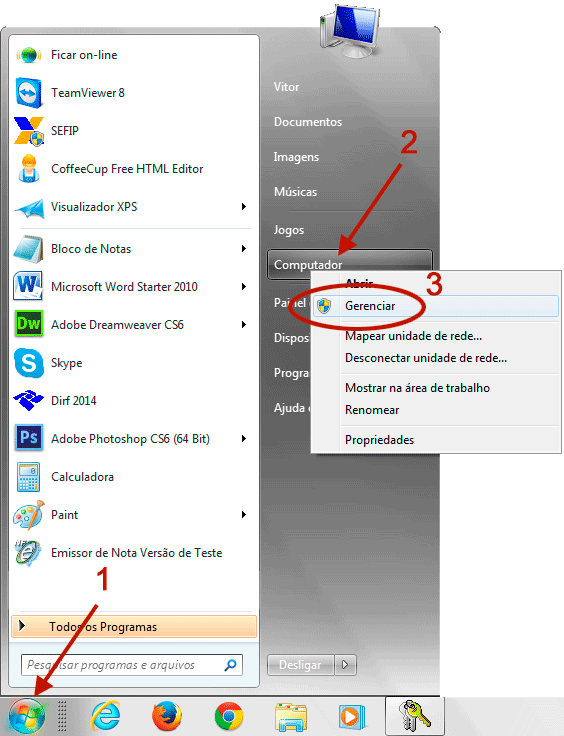 Ficar on-line
TeamViewer 8
SEFIP
CoffeeCup Free HTML Editor
Visualizador XPS
Bloco de Notas
Microsoft Word Starter 2010
Adobe Dreamweaver CS6
Skype
Dirf 2014
Adobe Photoshop CS6 (64 Bit)
Calculadora
Paint
Emissor de Nota Versão de Teste
1
Todos os Programas
Pesquisar programas e arquivos
Vitor
Documentos
Imagens
2
Músicas
Jogos
Computador
Painel
Dispos
Progra
Ajuda
Desligar
3
Abrir
Gerenciar
Mapear unidade de rede...
Desconectar unidade de rede...
Mostrar na área de trabalho
Renomear
Propriedades
W
Dw
S
Ps